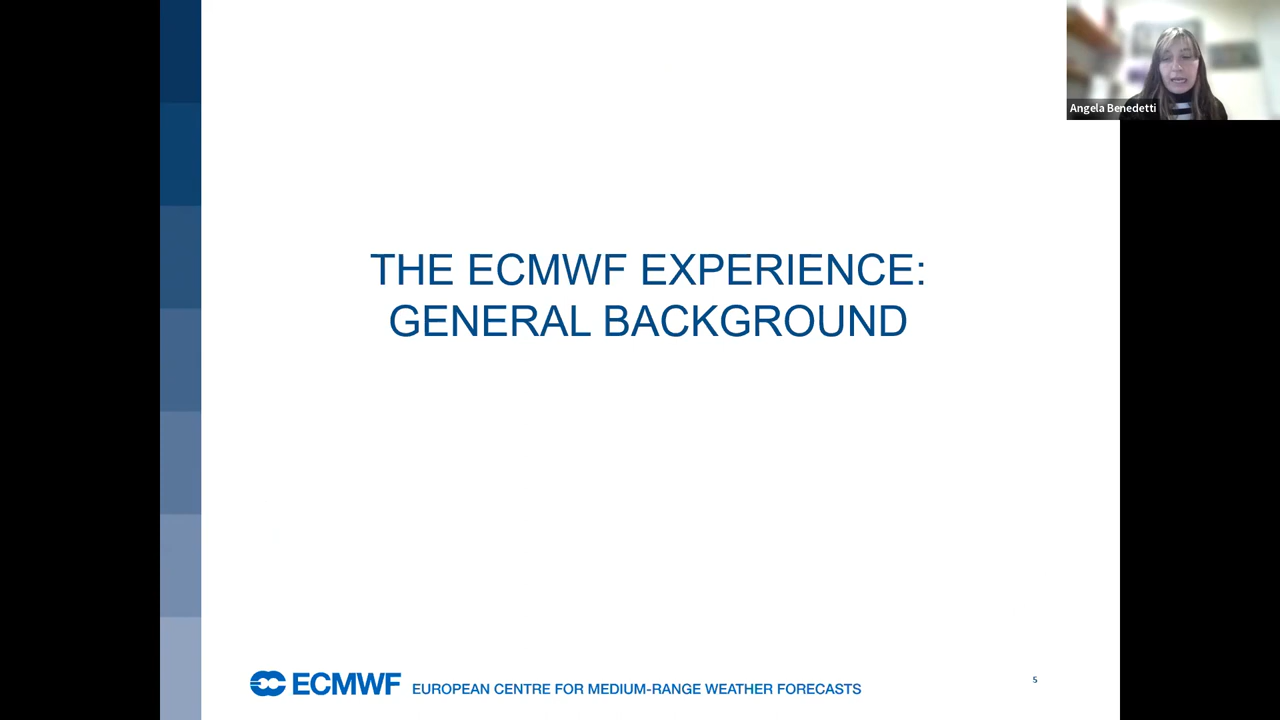 Angela Benedetti
THE ECMWF EXPERIENCE:
GENERAL BACKGROUND
ECMWF EUROPEAN CENTRE FOR MEDIUM-RANGE WEATHER FORECASTS
5